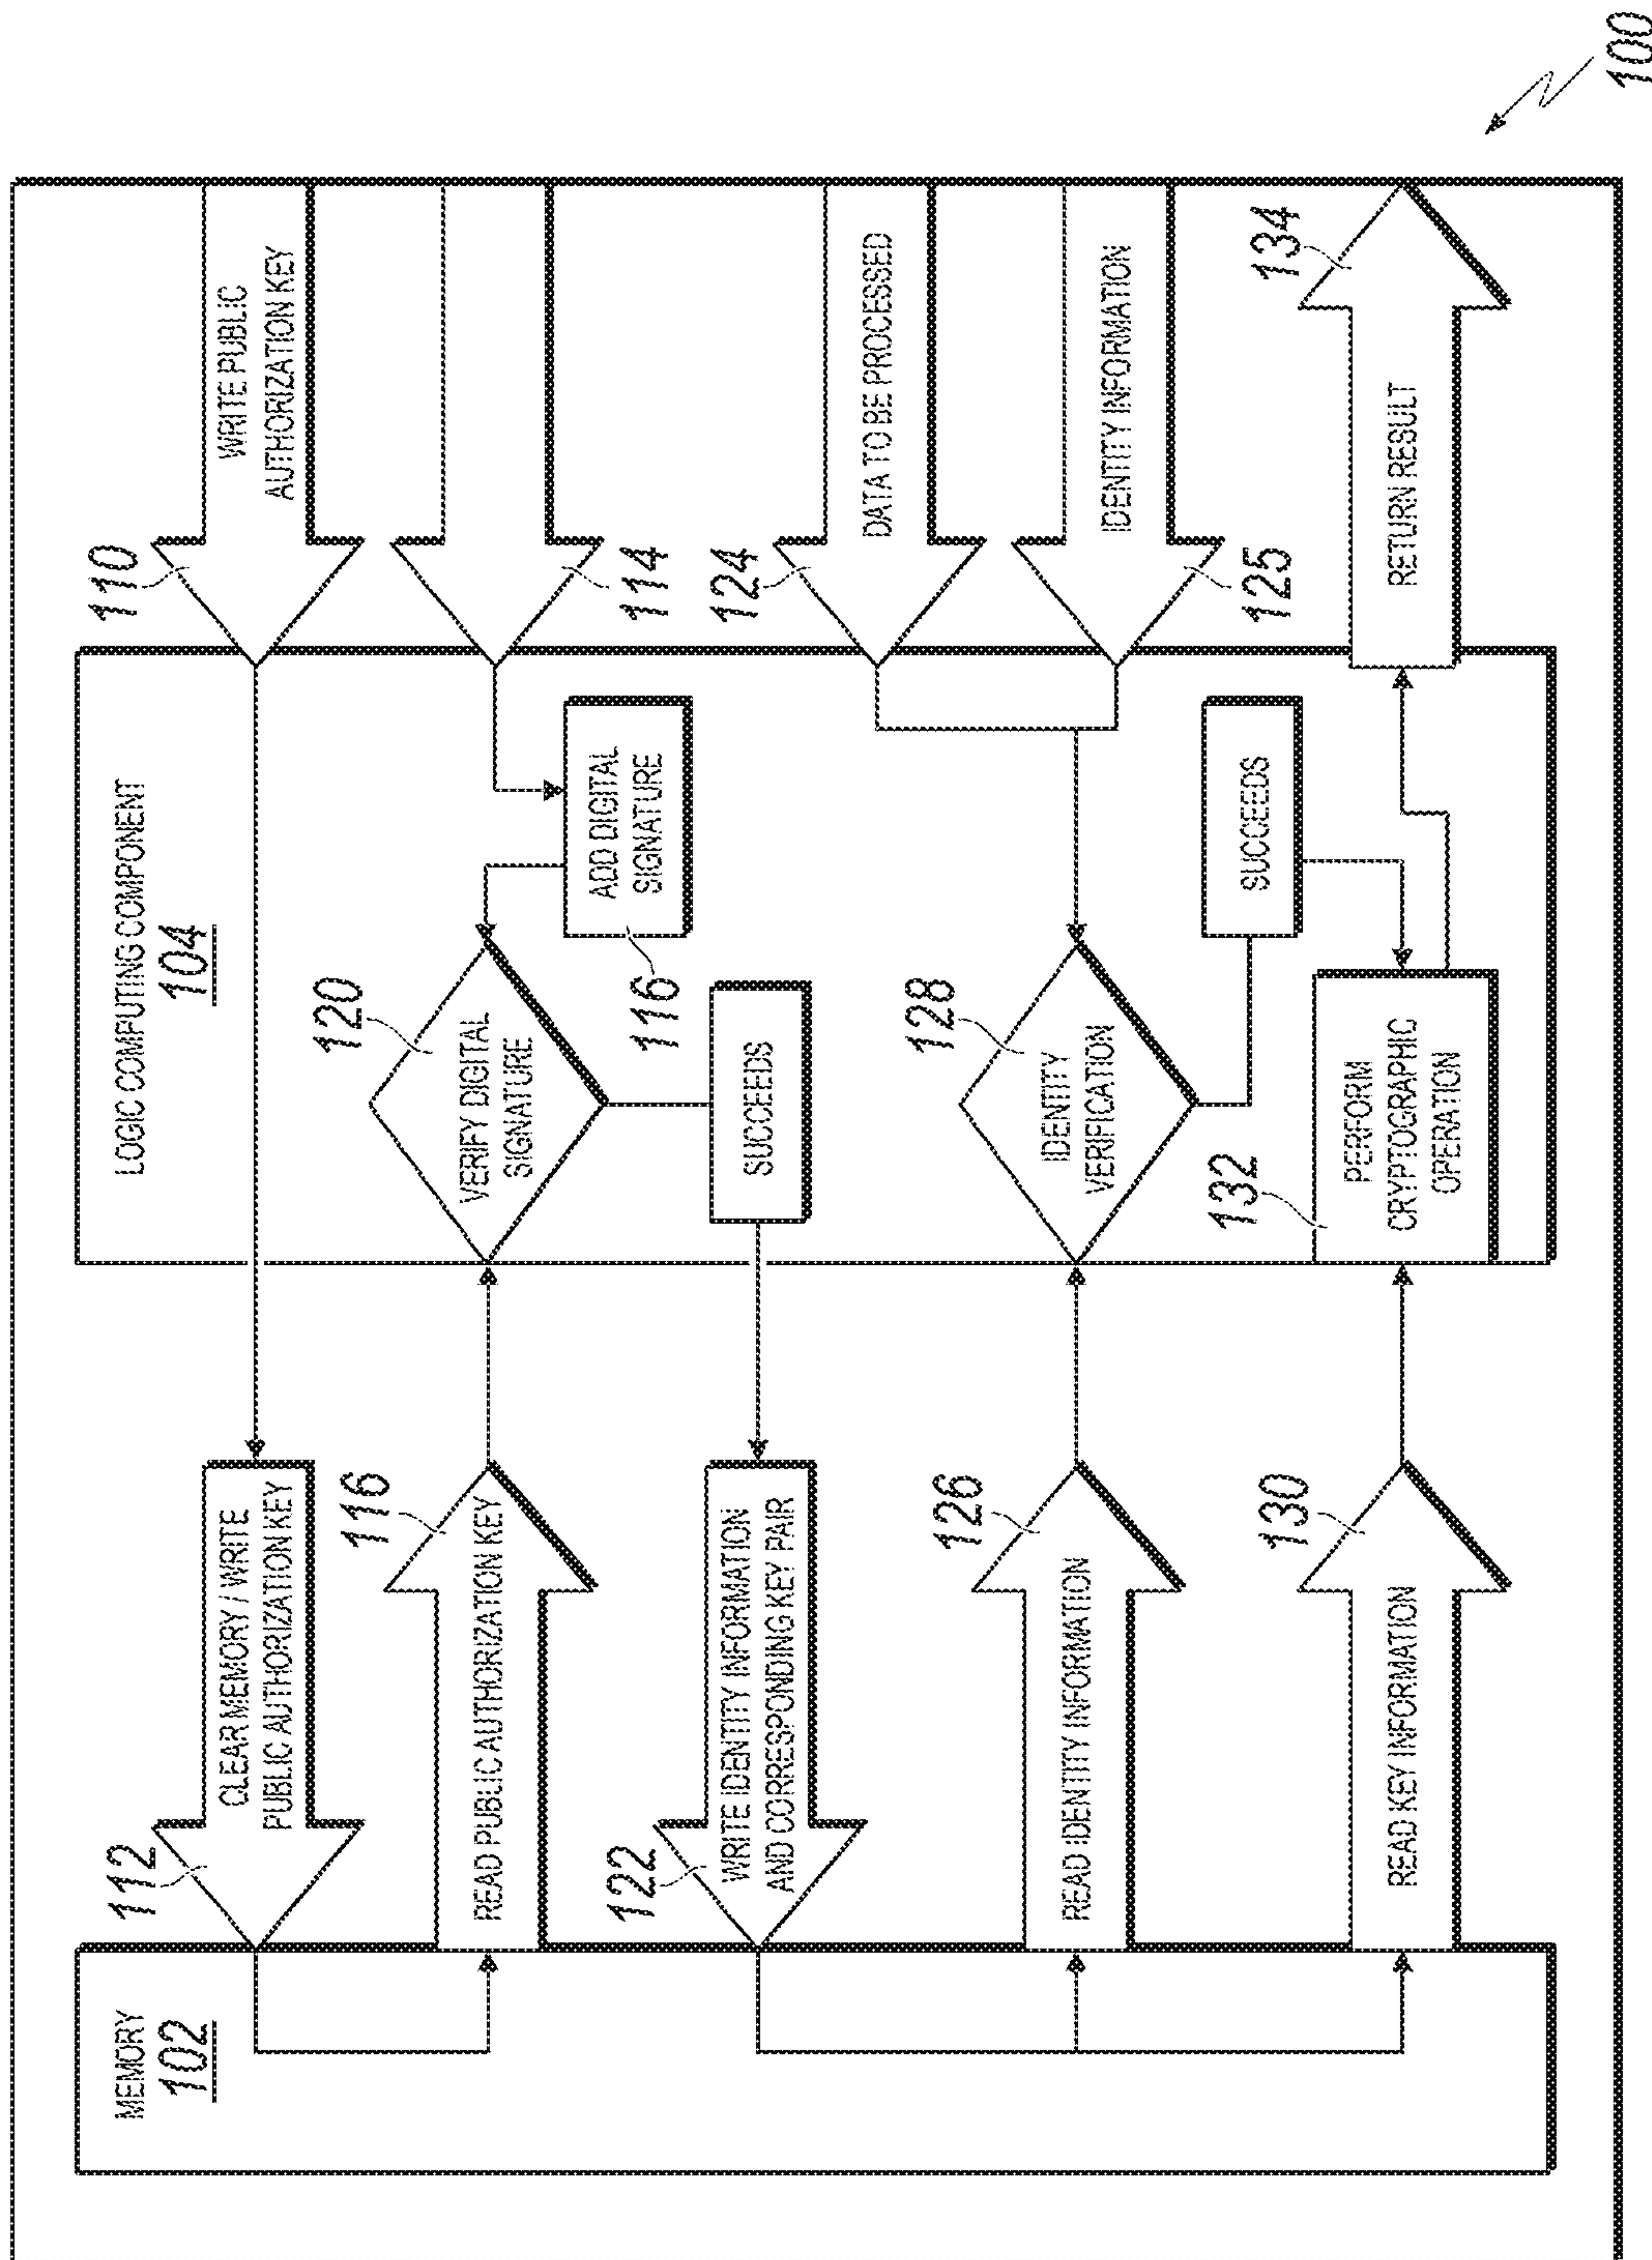 100
MEMORY
102
LOGIC COMPUTING COMPONENT
104
112
CLEAR MEMORY / WRITE
PUBLIC AUTHORIZATION KEY
110
WRITE PUBLIC
AUTHORIZATION KEY
116
READ PUBLIC AUTHORIZATION KEY
120
VERIFY DIGITAL
SIGNATURE
114
ADD DIGITAL
SIGNATURE
116
122
WRITE IDENTITY INFORMATION
AND CORRESPONDING KEY PAIR
SUCCEEDS
124
DATA TO BE PROCESSED
126
READ IDENTITY INFORMATION
128
IDENTITY
VERIFICATION
IDENTITY INFORMATION
125
SUCCEEDS
130
READ KEY INFORMATION
132
PERFORM
CRYPTOGRAPHIC
OPERATION
RETURN RESULT
134